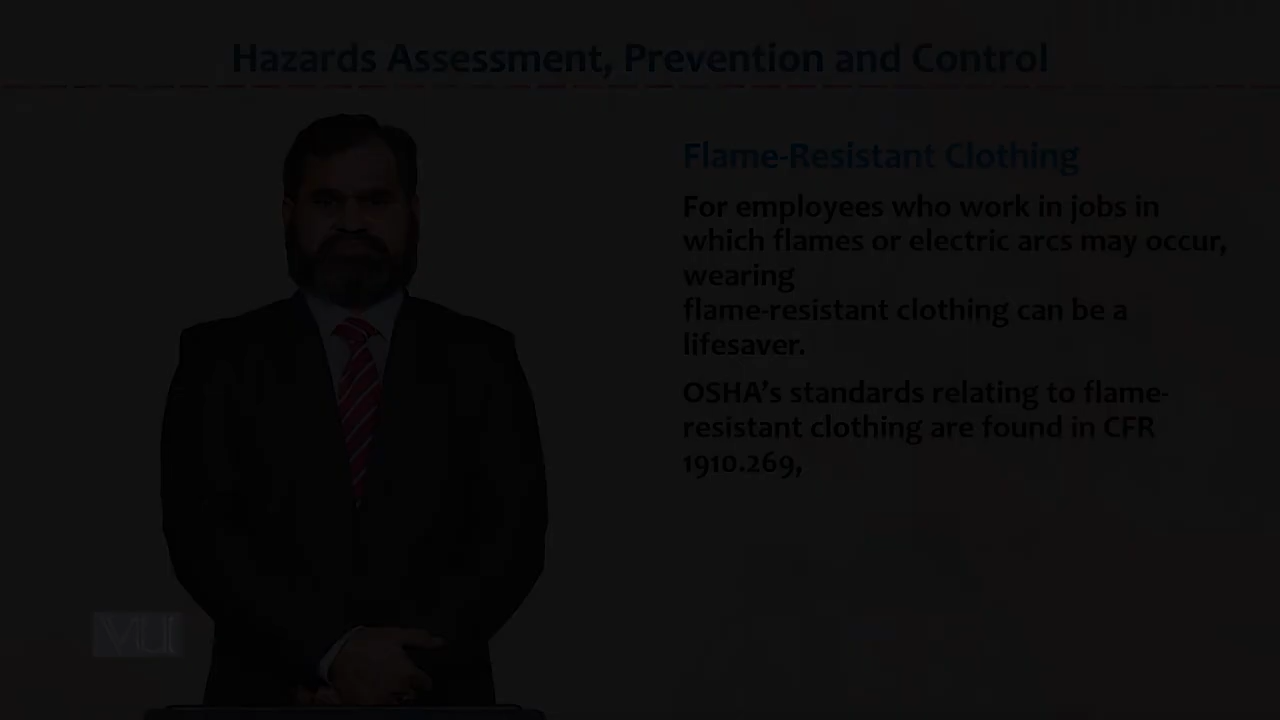 Hazards Assessment, Prevention and Control
Flame-Resistant Clothing
For employees who work in jobs in
which flames or electric arcs may occur,
wearing
flame-resistant clothing can be a
lifesaver.
OSHA’s standards relating to flame-
resistant clothing are found in CFR
1910.269,
VU